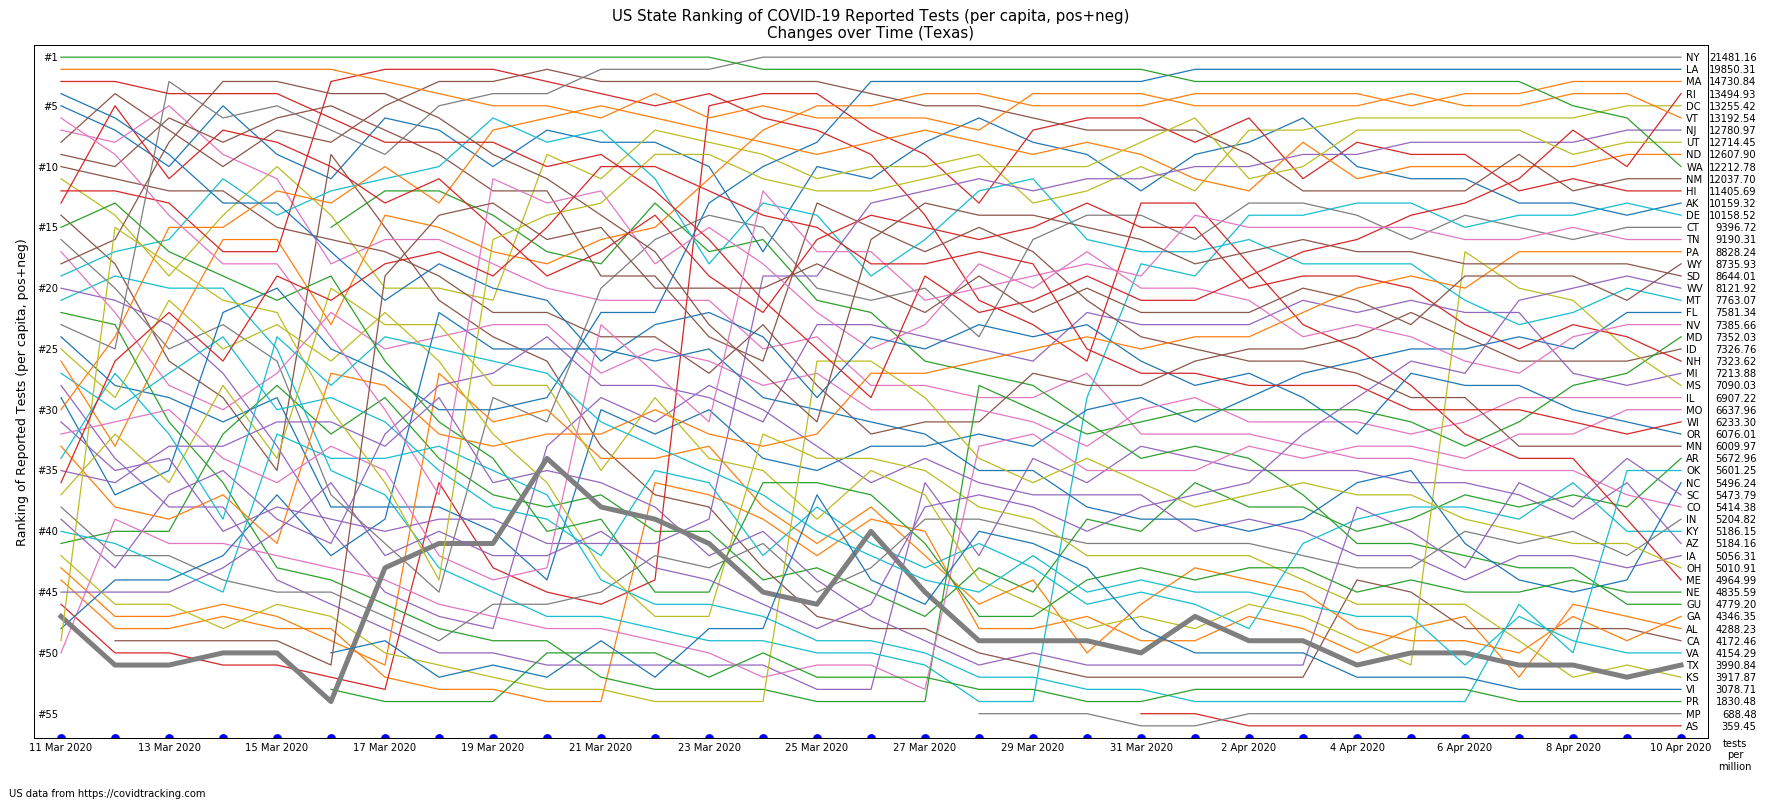 US State Ranking of COVID-19 Reported Tests (per capita, pos+neg)
Changes over Time (Texas)
Ranking of Reported Tests (per capita, pos+neg)
#1
#5
#10
#15
#20
#25
#30
#35
#40
#45
#50
#55
NY 21481.16
LA 19850.31
MA 14730.84
RI 13494.93
DC 13255.42
VT 13192.54
NJ 12780.97
UT 12714.45
ND 12607.90
WA 12212.78
NM 12037.70
HI 11405.69
AK 10159.32
DE 10158.52
CT 9396.72
TN 9190.31
PA 8828.24
WY 8735.93
SD 8644.01
WV 8121.92
MT 7763.07
FL 7581.34
NV 7385.66
MD 7352.03
ID 7326.76
NH 7323.62
MI 7213.88
MS 7090.03
IL 6907.22
MO 6637.96
WI 6233.30
OR 6076.01
MN 6009.97
AR 5672.96
OK 5601.25
NC 5496.24
SC 5473.79
CO 5414.38
IN 5204.82
KY 5186.15
AZ 5184.16
IA 5056.31
OH 5010.91
ME 4964.99
NE 4835.59
GU 4779.20
GA 4346.35
AL 4288.23
CA 4172.46
VA 4154.29
TX 3990.84
KS 3917.87
VI 3078.71
PR 1830.48
MP 688.48
AS 359.45
11 Mar 2020
13 Mar 2020
15 Mar 2020
17 Mar 2020
19 Mar 2020
21 Mar 2020
23 Mar 2020
25 Mar 2020
27 Mar 2020
29 Mar 2020
31 Mar 2020
2 Apr 2020
4 Apr 2020
6 Apr 2020
8 Apr 2020
10 Apr 2020
tests
per
million
US data from https://covidtracking.com